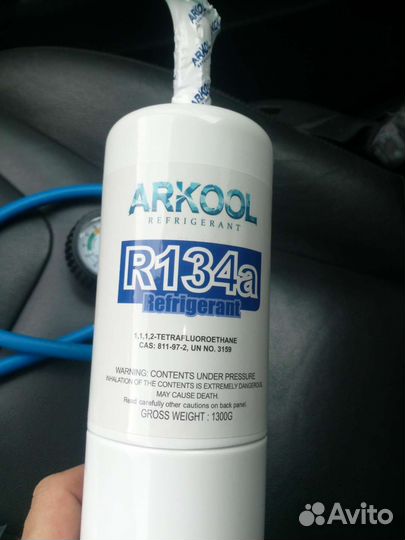 ARKOOL
ARKOOL
REFRIGERANT
R134a
Refrigerant
1,1,1,2-TETRAFLUOROETHANE
CAS: 811-97-2, UN NO. 3159
WARNING: CONTENTS UNDER PRESSURE
INHALATION OF THE CONTENTS IS EXTREMELY DANGEROUS
MAY CAUSE DEATH.
Read carefully other cautions on back panel.
GROSS WEIGHT : 1300G
Avito